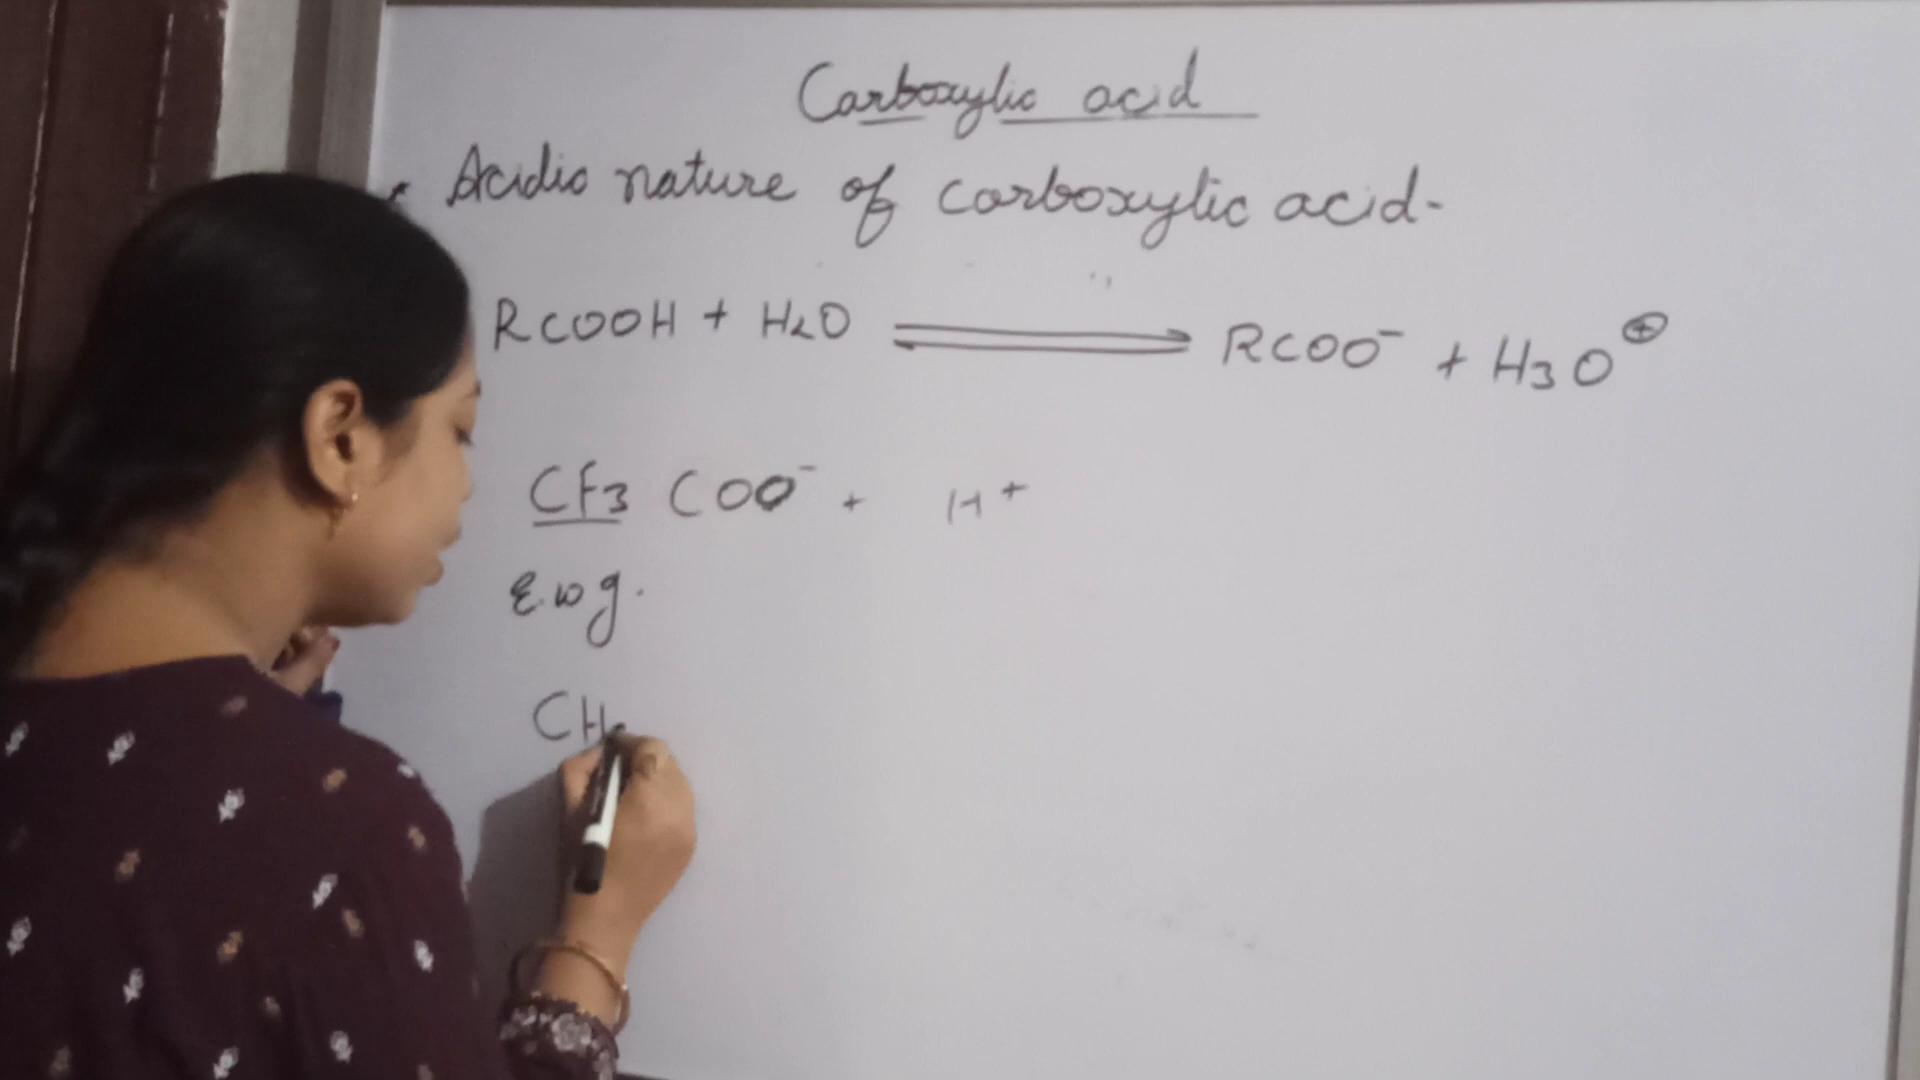 Carboxylic acid
Acidic nature of carboxylic acid-
RCOOH + H2O ⇌ RCOO⁻ + H3O⊕
CF3 COO⁻ + H⁺
E.w g.
CH